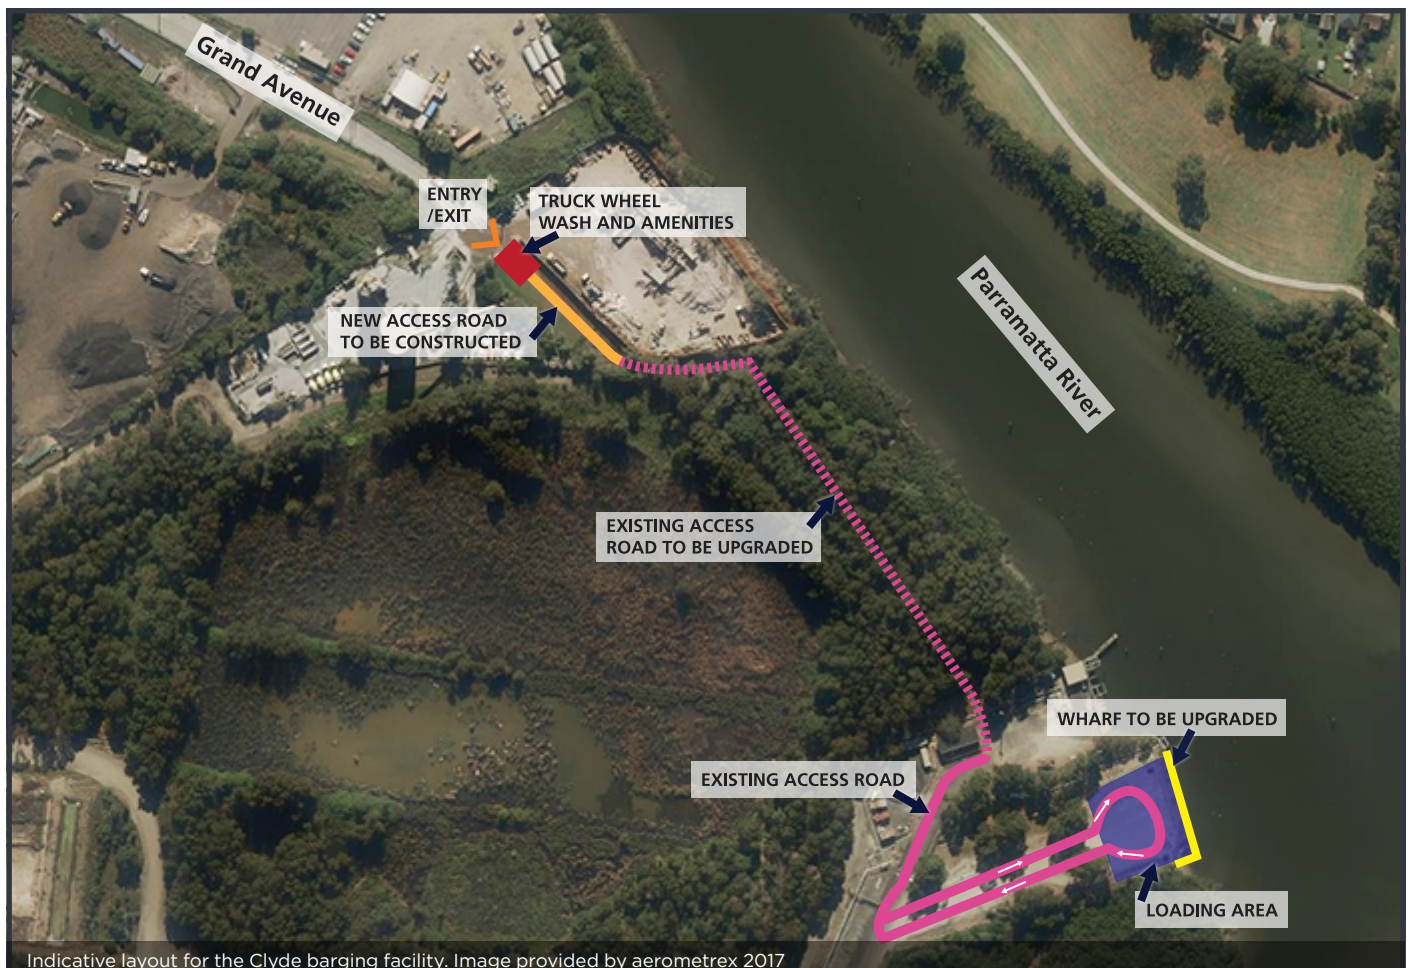 Grand Avenue
ENTRY
/EXIT
TRUCK WHEEL
WASH AND AMENITIES
NEW ACCESS ROAD
TO BE CONSTRUCTED
Parramatta River
EXISTING ACCESS
ROAD TO BE UPGRADED
WHARF TO BE UPGRADED
EXISTING ACCESS ROAD
LOADING AREA
Indicative layout for the Clyde barging facility. Image provided by aerometrex 2017